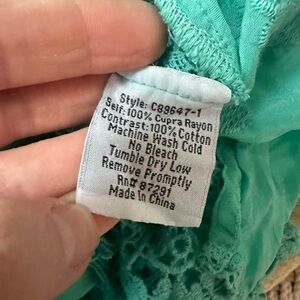 Style: C89647-1
Self:100% Cupra Rayon
Contrast:100% Cotton
Machine Wash Cold
No Bleach
Tumble Dry Low
Remove Promptly
Rn# 87291
Made In China